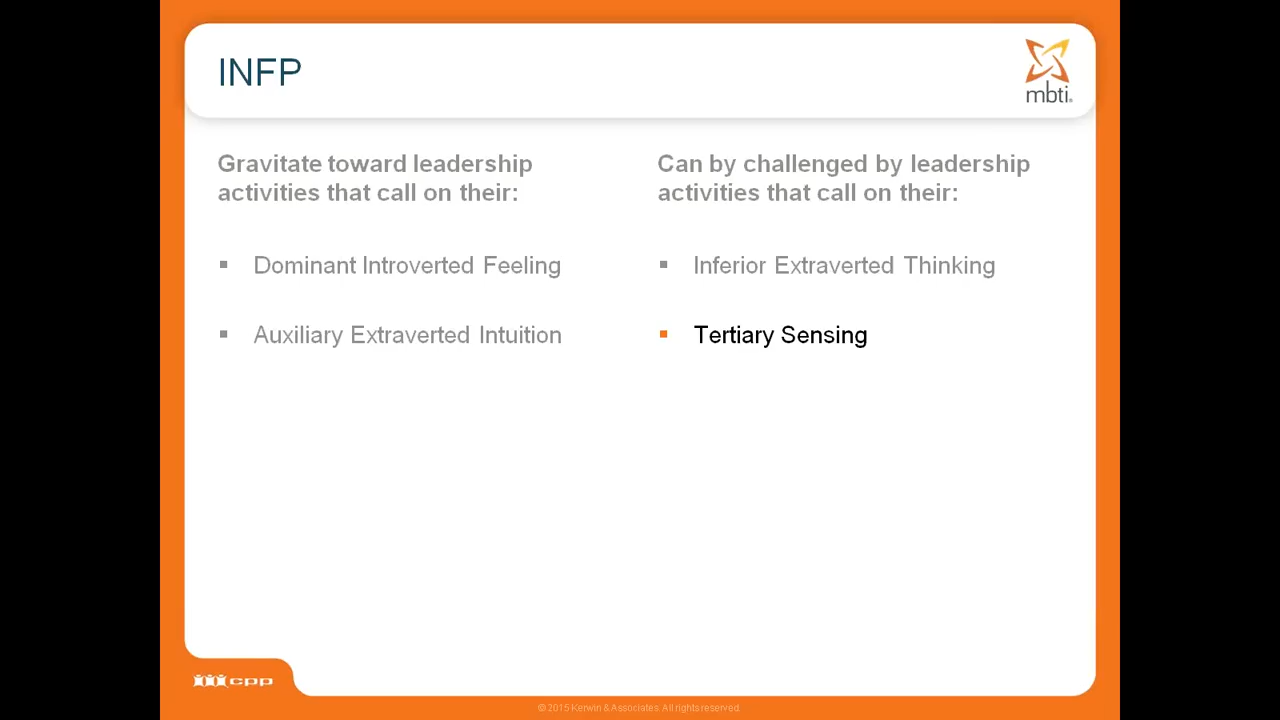 INFP
mbti®
Gravitate toward leadership
activities that call on their:
▪ Dominant Introverted Feeling
▪ Auxiliary Extraverted Intuition
Can by challenged by leadership
activities that call on their:
▪ Inferior Extraverted Thinking
▪ Tertiary Sensing
cpp
© 2015 Kerwin & Associates. All rights reserved.